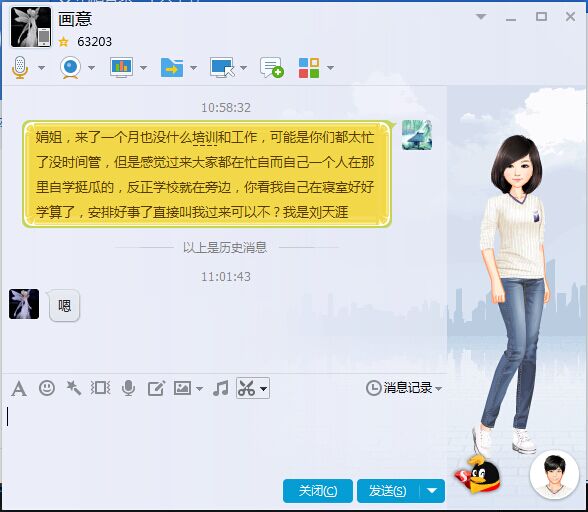 画意
63203
10:58:32
娟姐，来了一个月也没什么培训和工作，可能是你们都太忙
了没时间管，但是感觉过来大家都在忙自而自己一个人在那
里自学挺瓜的，反正学校就在旁边，你看我自己在寝室好好
学算了，安排好事了直接叫我过来可以不？我是刘天涯
以上是历史消息
11:01:43
嗯
消息记录
关闭(C)
发送(S)